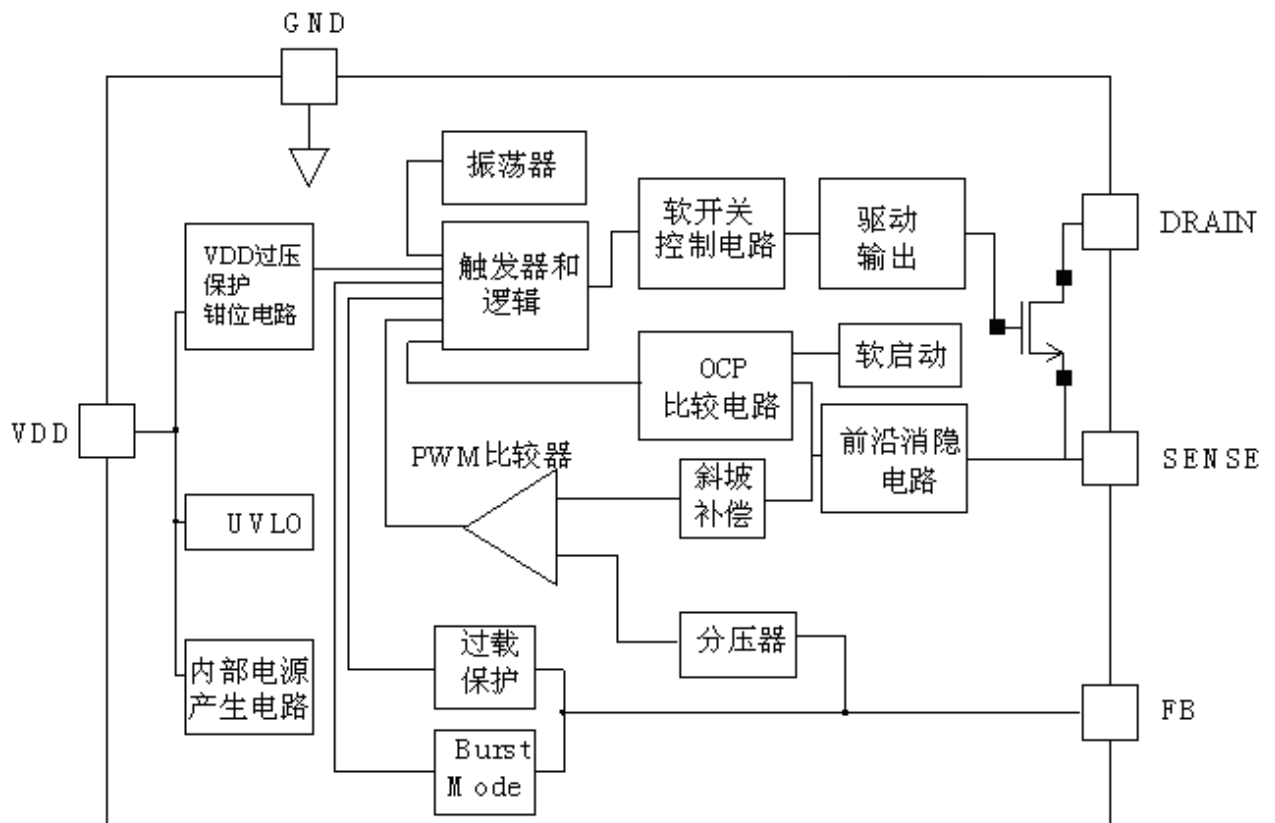 GND
振荡器
软开关
控制电路
驱动
输出
DRAIN
VDD过压
保护
钳位电路
触发器和
逻辑
OCP
比较电路
软启动
VDD
PWM比较器
斜坡
补偿
前沿消隐
电路
SENSE
UVLO
过载
保护
分压器
内部电源
产生电路
FB
Burst
Mode